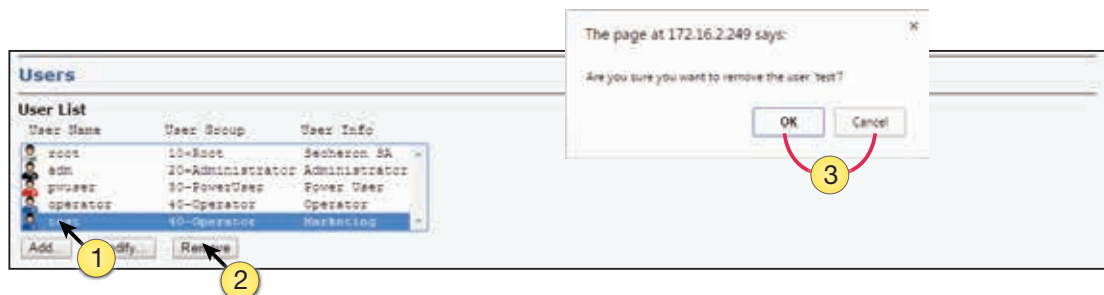 The page at 172.16.2.249 says:
×
Are you sure you want to remove the user 'test'?
OK
Cancel
3
Users
User List
User Name User Group User Info
root 10-Root Secheron SA
adm 20-Administrator Administrator
pwuser 30-PowerUser Power User
operator 40-Operator Operator
40-Operator Marketing
Add... Remove
1
2